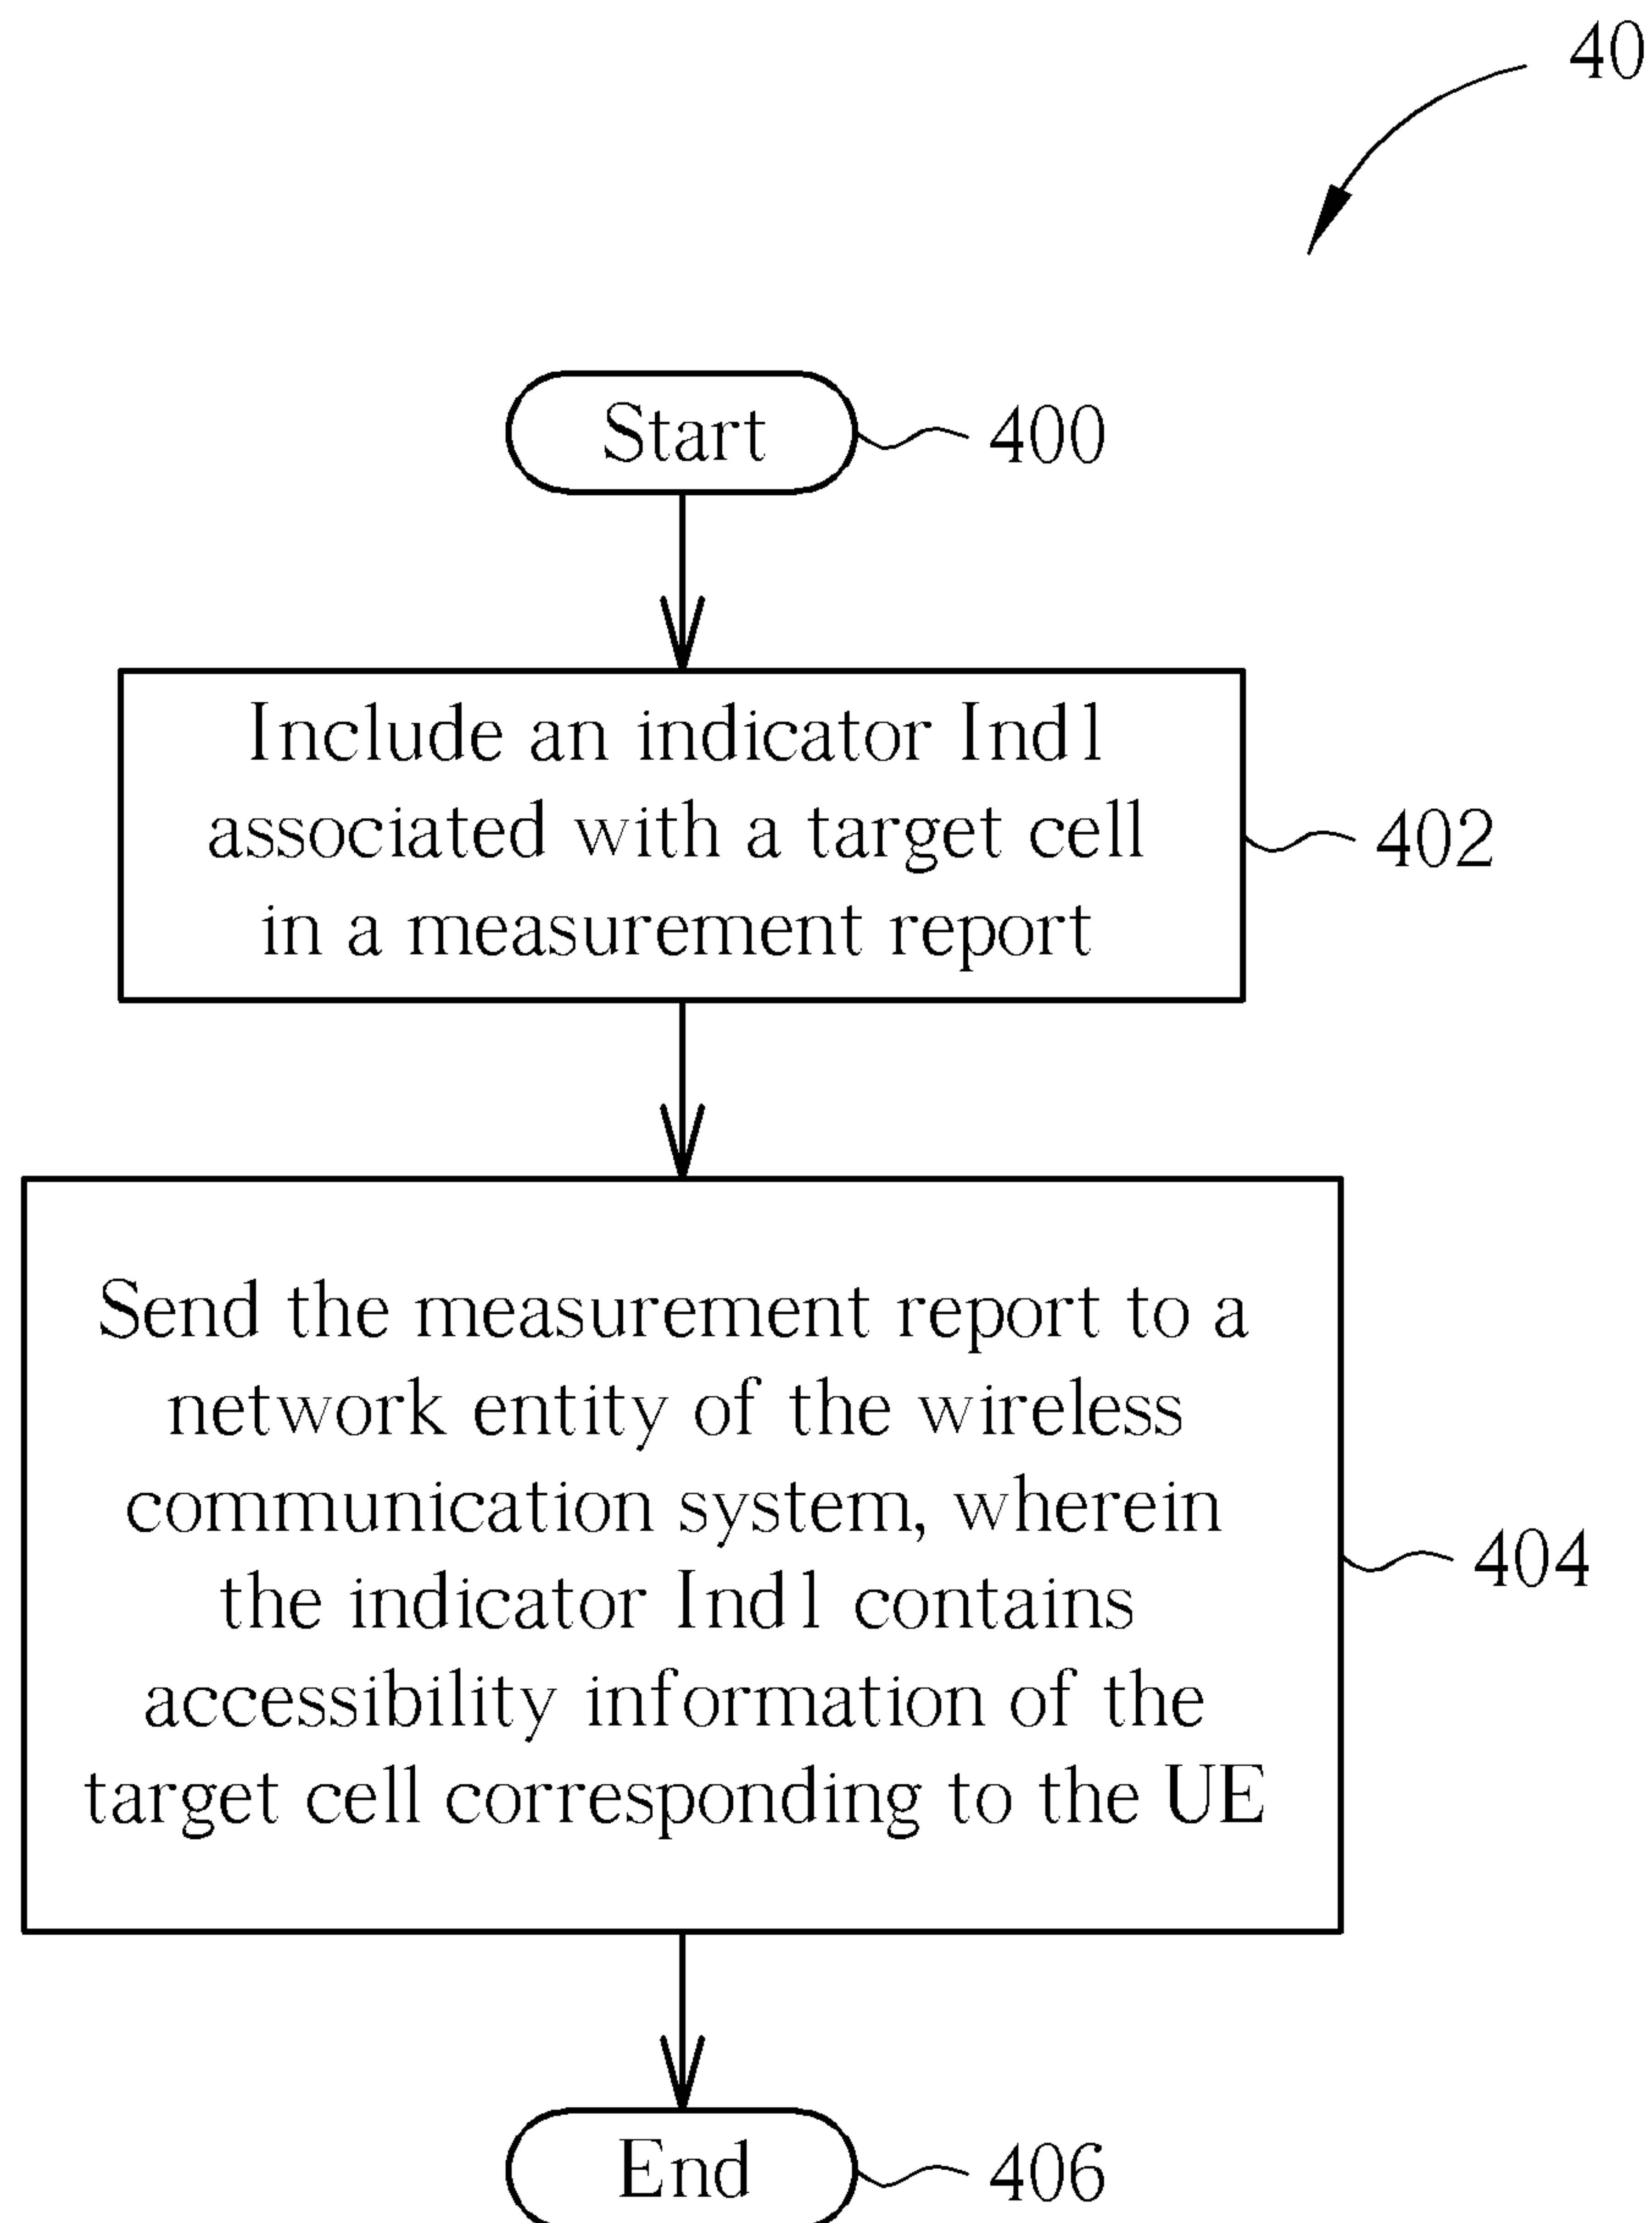 40
Start
400
Include an indicator Ind1
associated with a target cell
in a measurement report
402
Send the measurement report to a
network entity of the wireless
communication system, wherein
the indicator Ind1 contains
accessibility information of the
target cell corresponding to the UE
404
End
406